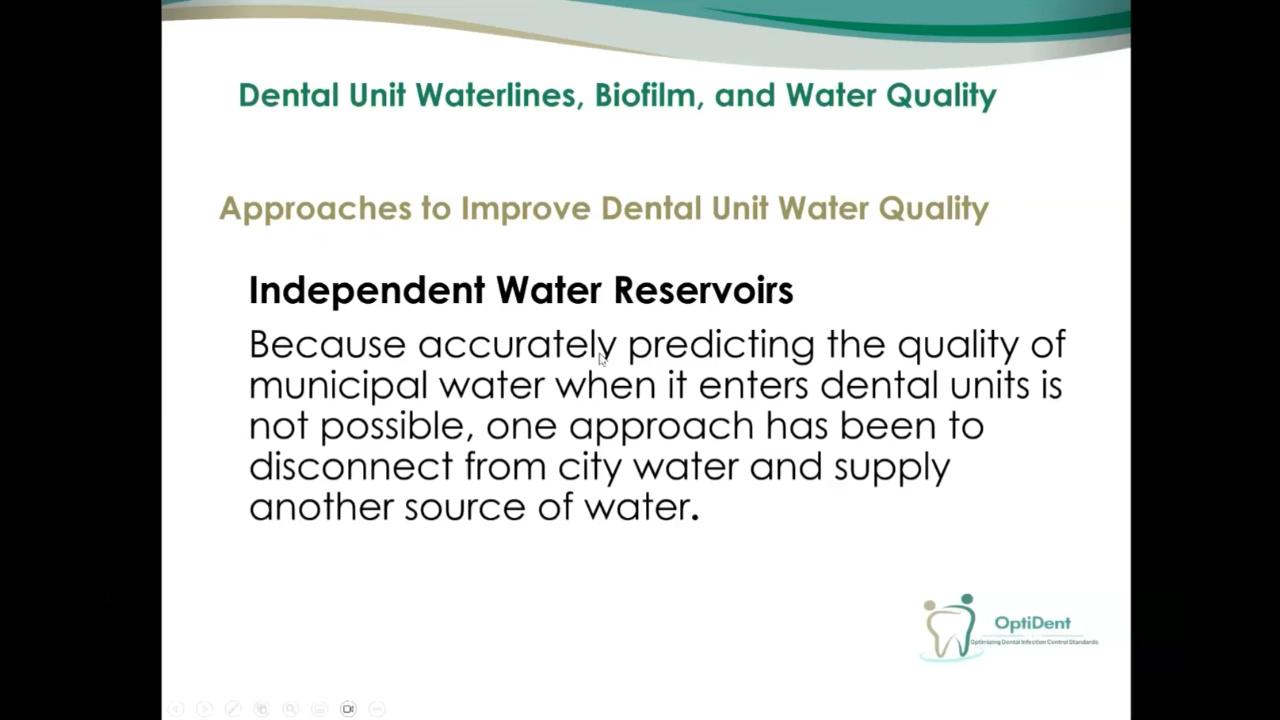 Dental Unit Waterlines, Biofilm, and Water Quality
Approaches to Improve Dental Unit Water Quality
Independent Water Reservoirs
Because accurately predicting the quality of
municipal water when it enters dental units is
not possible, one approach has been to
disconnect from city water and supply
another source of water.
OptiDent
Optimizing Dental Infection Control Standards